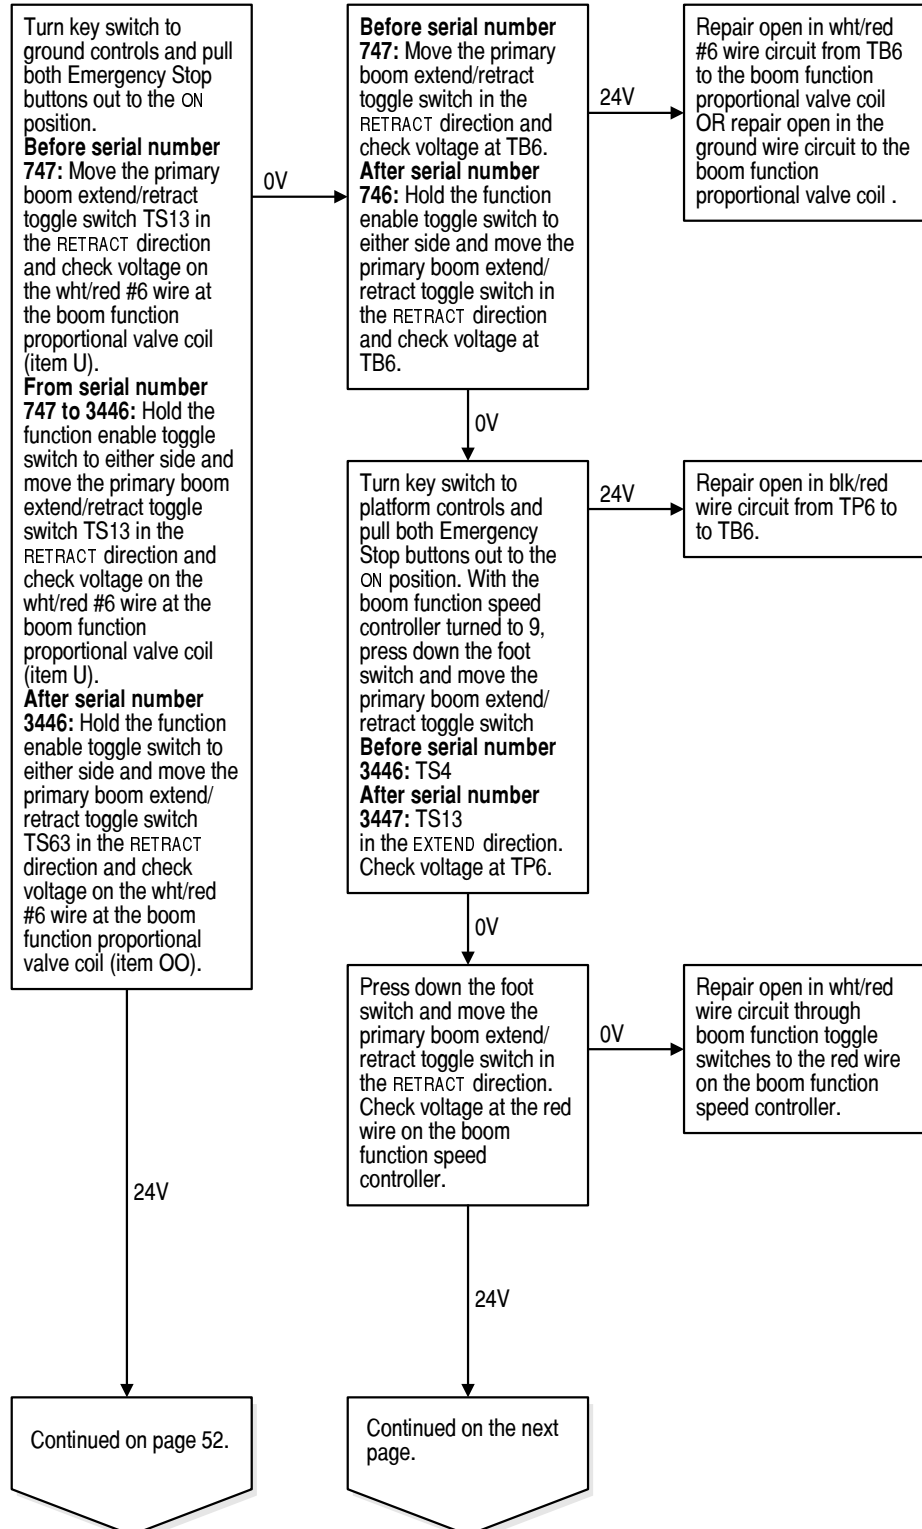 Turn key switch to
ground controls and pull
both Emergency Stop
buttons out to the ON
position.
Before serial number
747: Move the primary
boom extend/retract
toggle switch TS13 in
the RETRACT direction
and check voltage on
the wht/red #6 wire at
the boom function
proportional valve coil
(item U).
From serial number
747 to 3446: Hold the
function enable toggle
switch to either side and
move the primary boom
extend/retract toggle
switch TS13 in the
RETRACT direction and
check voltage on the
wht/red #6 wire at the
boom function
proportional valve coil
(item U).
After serial number
3446: Hold the function
enable toggle switch to
either side and move the
primary boom extend/
retract toggle switch
TS63 in the RETRACT
direction and check
voltage on the wht/red
#6 wire at the boom
function proportional
valve coil (item OO).
0V
Before serial number
747: Move the primary
boom extend/retract
toggle switch in the
RETRACT direction and
check voltage at TB6.
After serial number
746: Hold the function
enable toggle switch to
either side and move the
primary boom extend/
retract toggle switch in
the RETRACT direction
and check voltage at
TB6.
24V
Repair open in wht/red
#6 wire circuit from TB6
to the boom function
proportional valve coil
OR repair open in the
ground wire circuit to the
boom function
proportional valve coil .
0V
Turn key switch to
platform controls and
pull both Emergency
Stop buttons out to the
ON position. With the
boom function speed
controller turned to 9,
press down the foot
switch and move the
primary boom extend/
retract toggle switch
Before serial number
3446: TS4
After serial number
3447: TS13
in the EXTEND direction.
Check voltage at TP6.
24V
Repair open in blk/red
wire circuit from TP6 to
to TB6.
0V
Press down the foot
switch and move the
primary boom extend/
retract toggle switch in
the RETRACT direction.
Check voltage at the red
wire on the boom
function speed
controller.
0V
Repair open in wht/red
wire circuit through
boom function toggle
switches to the red wire
on the boom function
speed controller.
24V
24V
Continued on page 52.
Continued on the next
page.